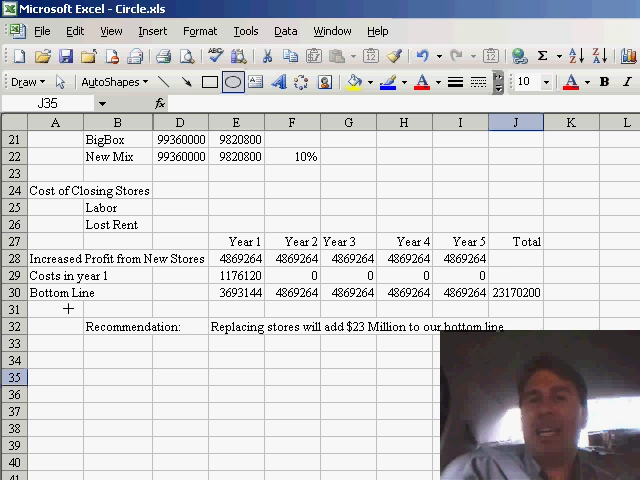 Microsoft Excel - Circle.xls
File Edit View Insert Format Tools Data Window Help
Draw AutoShapes A A 10 A B I
J35 fx
A B C D E F G H I J K L
21 BigBox 99360000 9820800
22 New Mix 99360000 9820800 10%
23
24 Cost of Closing Stores
25 Labor
26 Lost Rent
27 Year 1 Year 2 Year 3 Year 4 Year 5 Total
28 Increased Profit from New Stores 4869264 4869264 4869264 4869264 4869264
29 Costs in year 1 1176120 0 0 0 0
30 Bottom Line 3693144 4869264 4869264 4869264 4869264 23170200
31
32 Recommendation: Replacing stores will add $23 Million to our bottom line
33
34
35
36
37
38
39
40
41